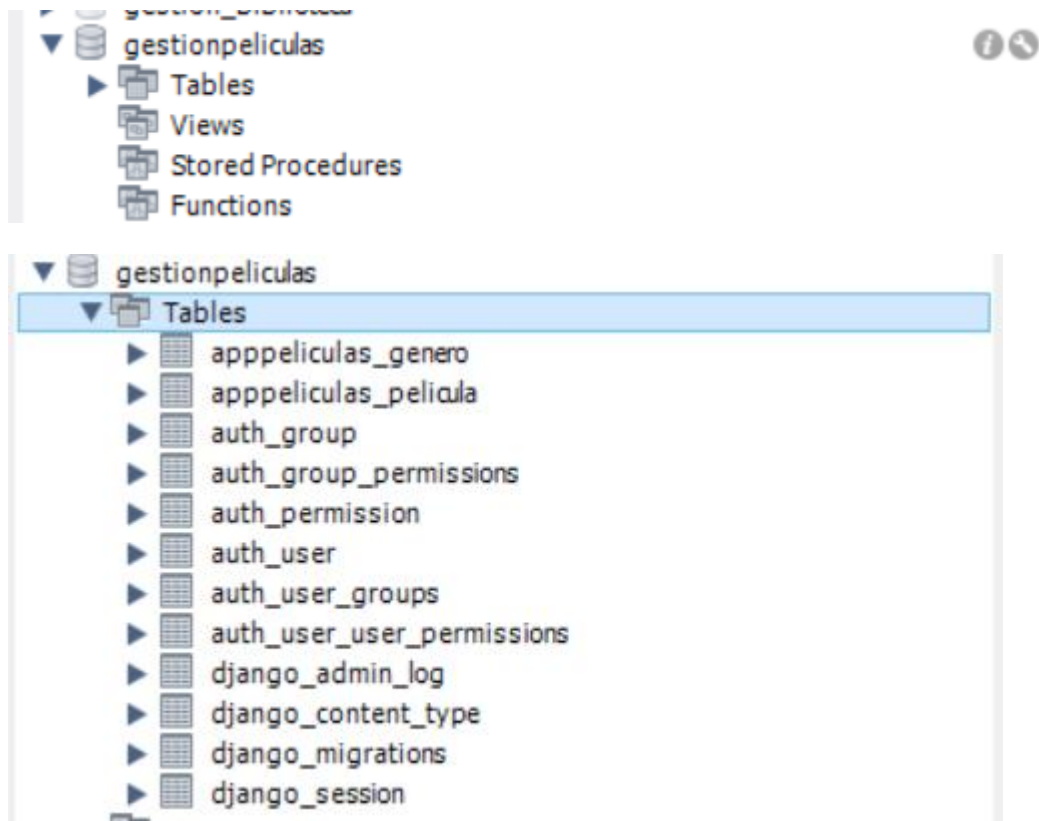 gestionpeliculas
Tables
Views
Stored Procedures
Functions
gestionpeliculas
Tables
apppeliculas_genero
apppeliculas_pelicula
auth_group
auth_group_permissions
auth_permission
auth_user
auth_user_groups
auth_user_user_permissions
django_admin_log
django_content_type
django_migrations
django_session